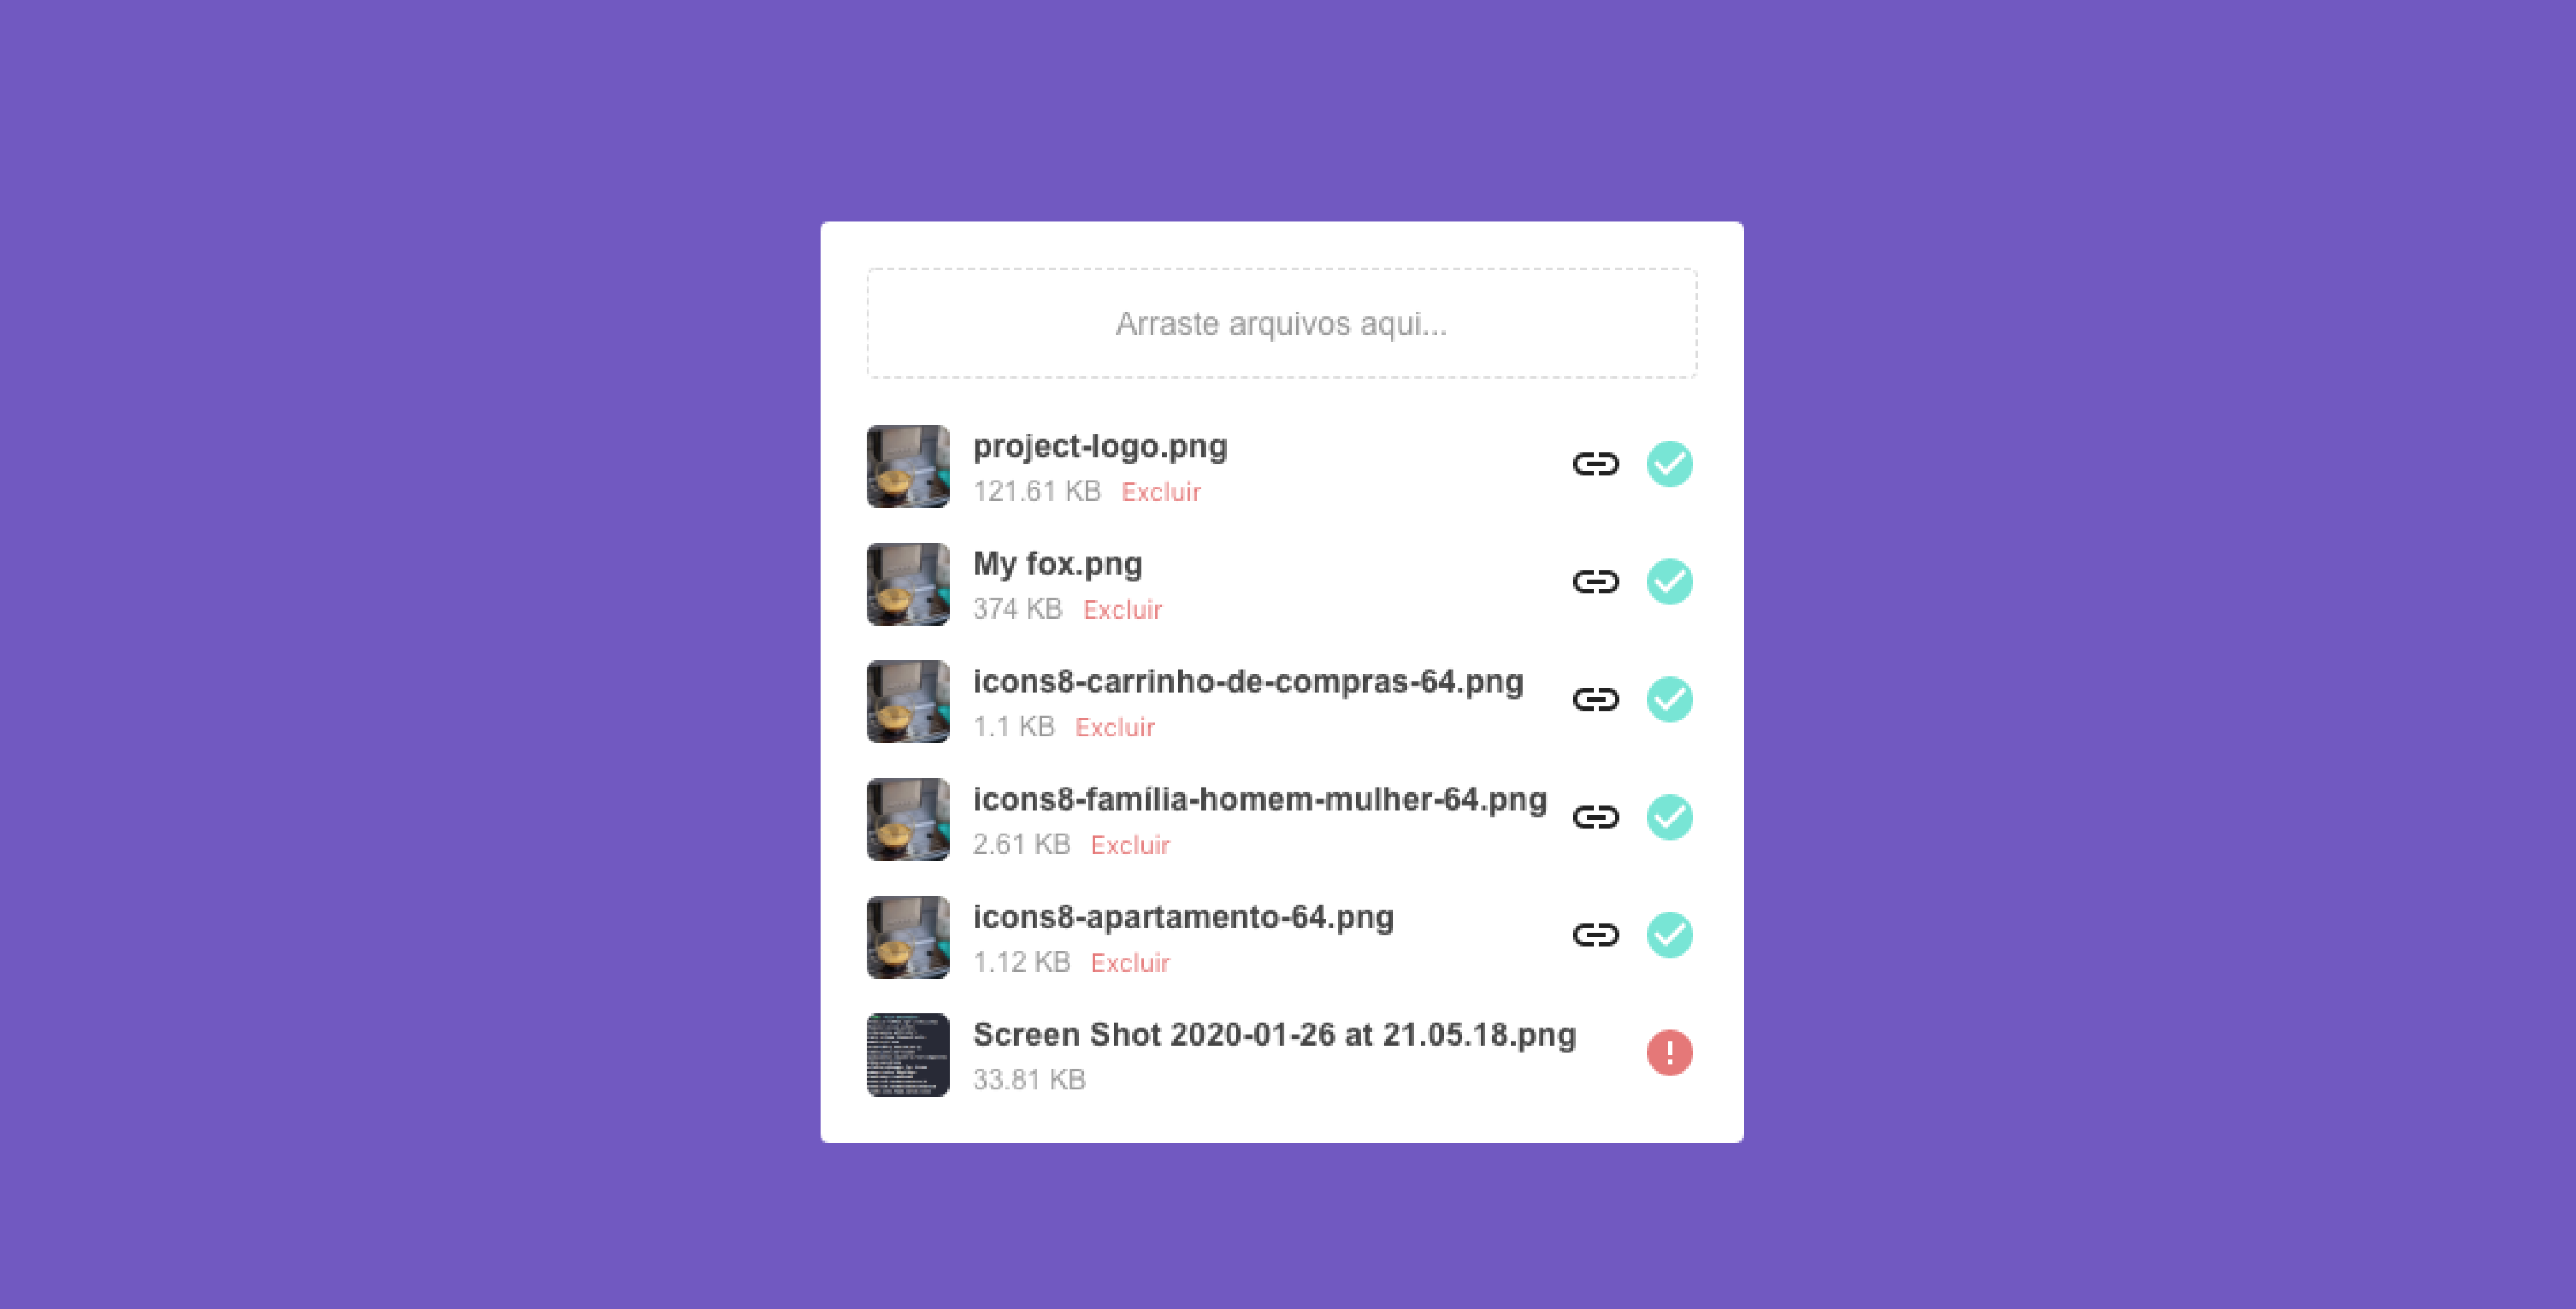 Arraste arquivos aqui...
project-logo.png
121.61 KB Excluir
My fox.png
374 KB Excluir
icons8-carrinho-de-compras-64.png
1.1 KB Excluir
icons8-família-homem-mulher-64.png
2.61 KB Excluir
icons8-apartamento-64.png
1.12 KB Excluir
Screen Shot 2020-01-26 at 21.05.18.png
33.81 KB